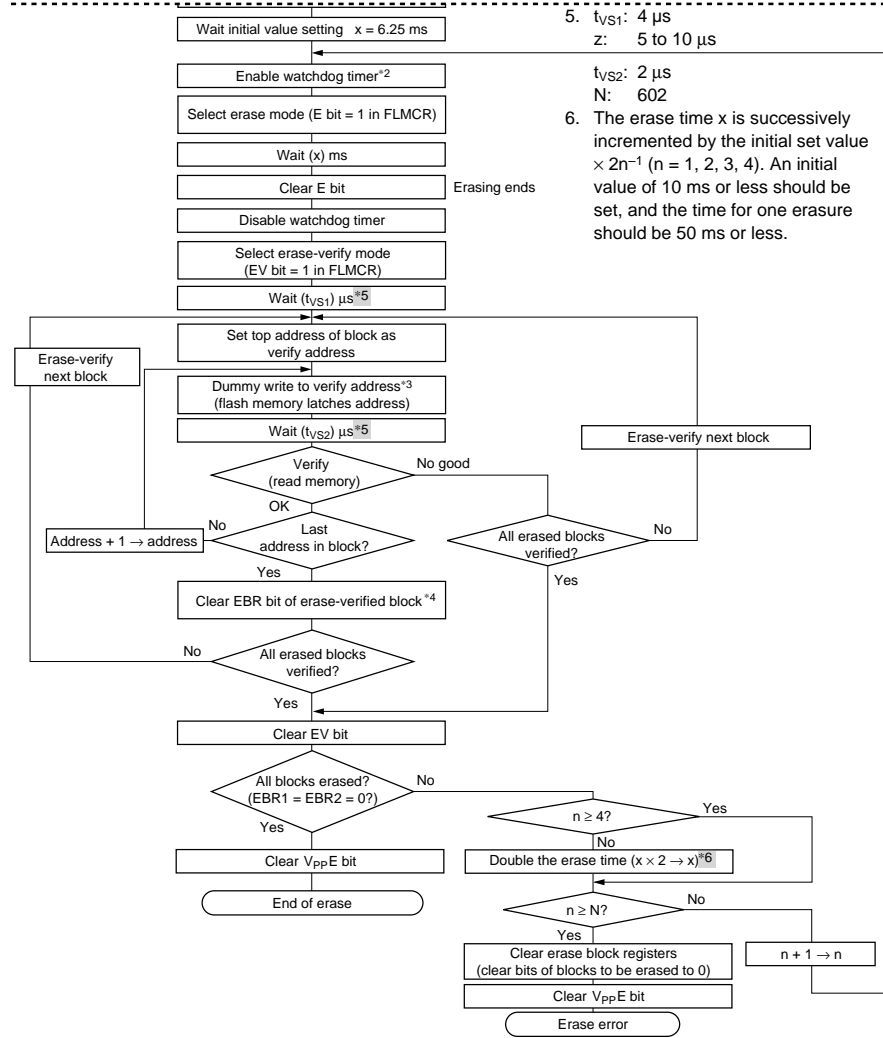 Wait initial value setting x = 6.25 ms
Enable watchdog timer*2
Select erase mode (E bit = 1 in FLMCR)
Wait (x) ms
Clear E bit
Erasing ends
Disable watchdog timer
Select erase-verify mode
(EV bit = 1 in FLMCR)
Wait (tVS1) µs*5
Set top address of block as
verify address
Erase-verify
next block
Dummy write to verify address*3
(flash memory latches address)
Wait (tVS2) µs*5
Erase-verify next block
Verify
(read memory)
No good
OK
No
Last
address in block?
Address + 1 → address
All erased blocks
verified?
No
Yes
Yes
Clear EBR bit of erase-verified block*4
No
All erased blocks
verified?
Yes
Clear EV bit
All blocks erased?
(EBR1 = EBR2 = 0?)
No
Yes
n ≥ 4?
Yes
No
Clear VPPE bit
Double the erase time (x × 2 → x)*6
End of erase
n ≥ N?
No
Yes
Clear erase block registers
(clear bits of blocks to be erased to 0)
n + 1 → n
Clear VPPE bit
Erase error
5. tVS1: 4 µs
z: 5 to 10 µs
tVS2: 2 µs
N: 602
6. The erase time x is successively
incremented by the initial set value
× 2n–1 (n = 1, 2, 3, 4). An initial
value of 10 ms or less should be
set, and the time for one erasure
should be 50 ms or less.